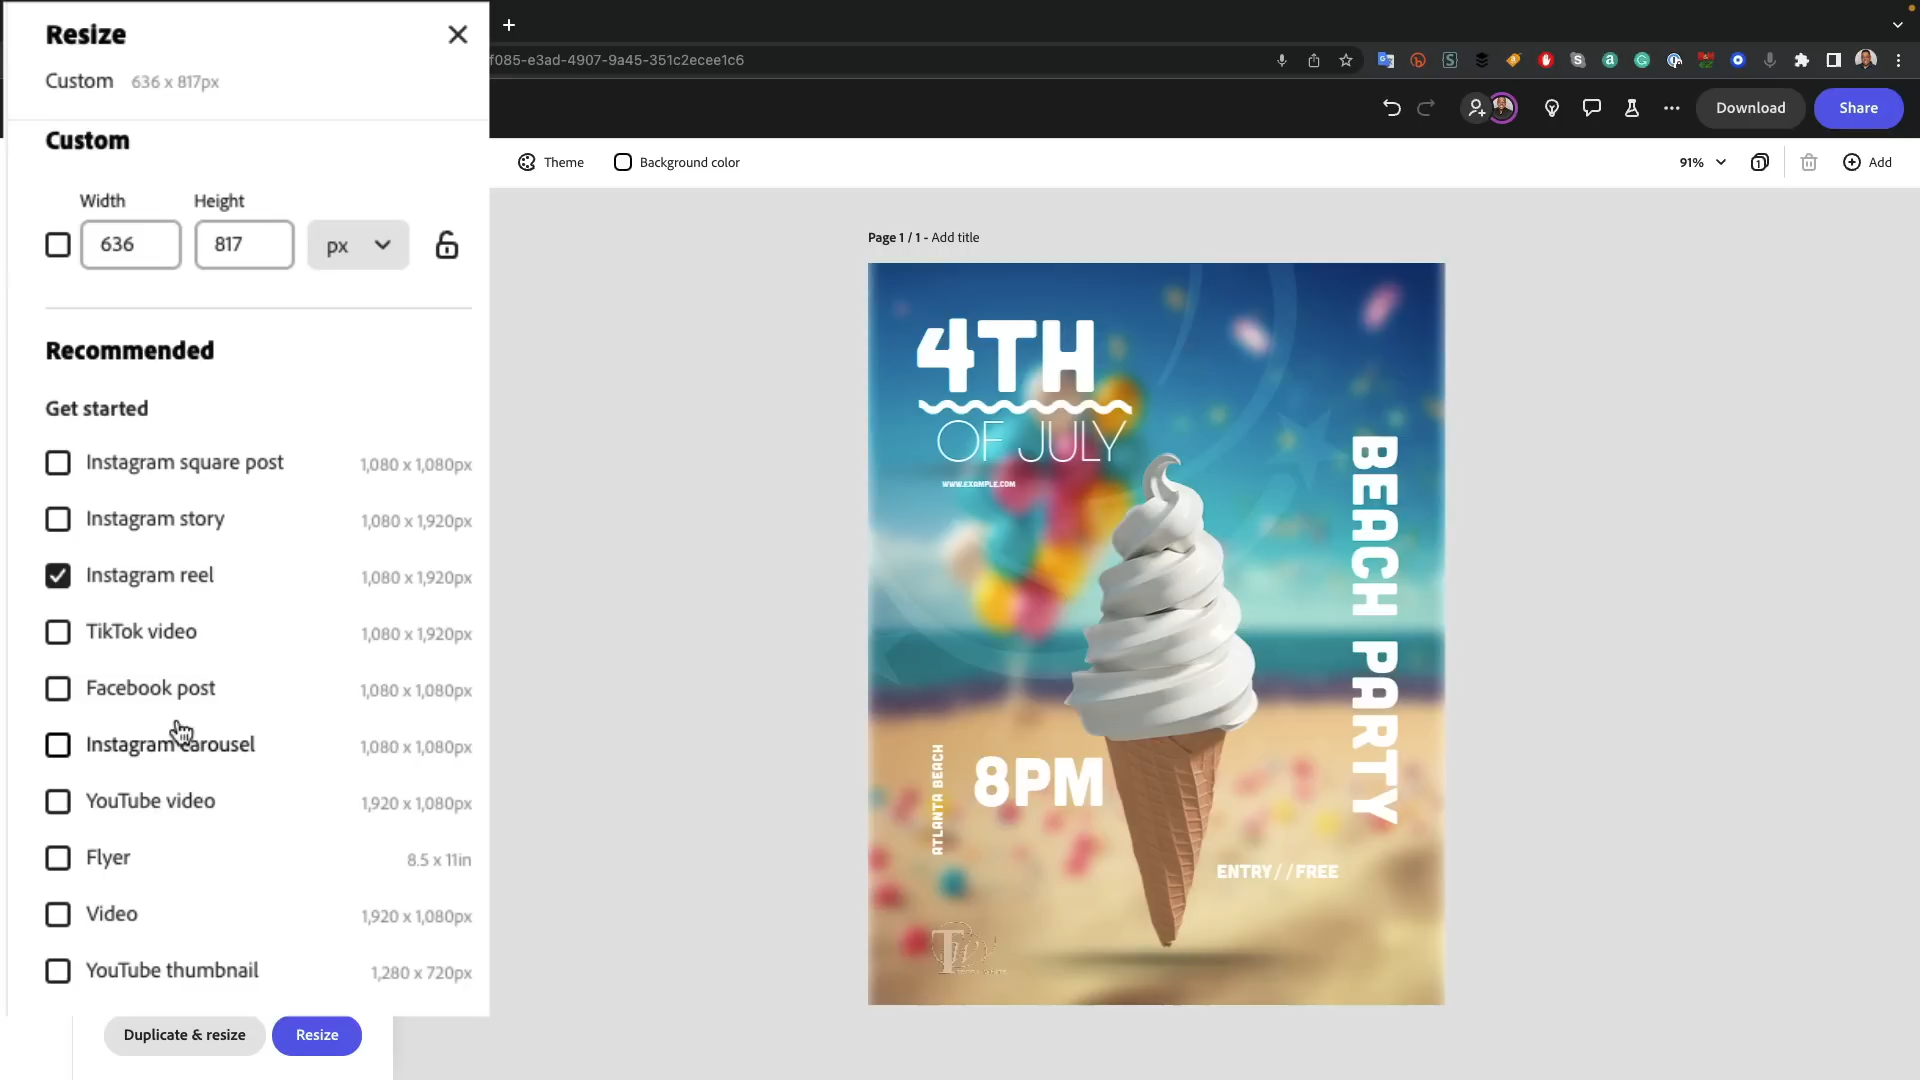 Resize
Custom 636 x 817px
Custom
Width Height
636 817 px
Recommended
Get started
Instagram square post 1,080 x 1,080px
Instagram story 1,080 x 1,920px
Instagram reel 1,080 x 1,920px
TikTok video 1,080 x 1,920px
Facebook post 1,080 x 1,080px
Instagram carousel 1,080 x 1,080px
YouTube video 1,920 x 1,080px
Flyer 8.5 x 11in
Video 1,920 x 1,080px
YouTube thumbnail 1,280 x 720px
Duplicate & resize Resize
f085-e3ad-4907-9a45-351c2ecee1c6
Download Share
Theme Background color 91% 1 Add
Page 1 / 1 - Add title
4TH
OF JULY
WWW.EXAMPLE.COM
BEACH PARTY
ATLANTA BEACH
8PM
ENTRY//FREE